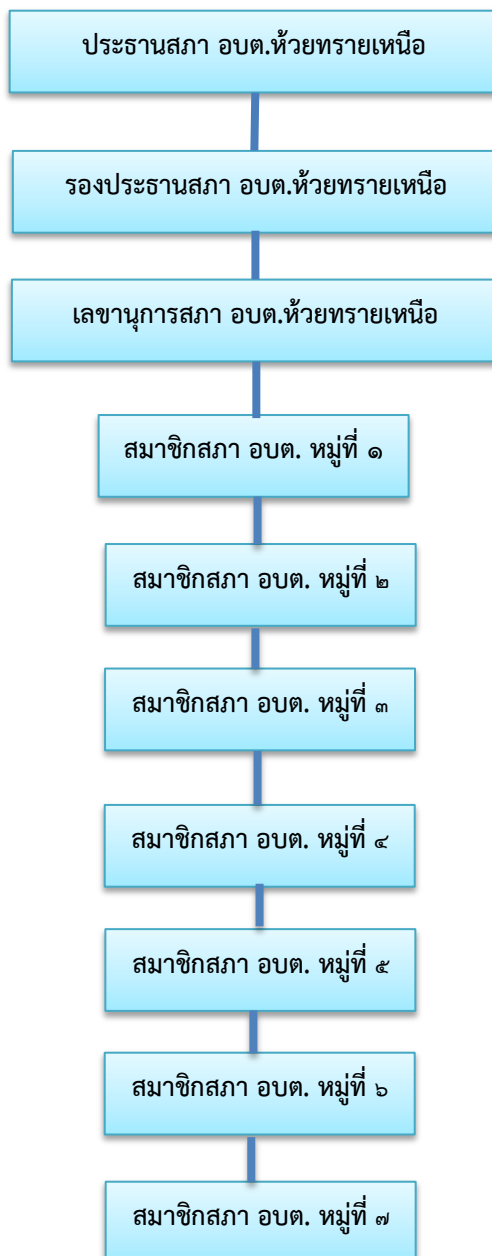 ประธานสภา อบต.ห้วยทรายเหนือ
รองประธานสภา อบต.ห้วยทรายเหนือ
เลขานุการสภา อบต.ห้วยทรายเหนือ
สมาชิกสภา อบต. หมู่ที่ ๑
สมาชิกสภา อบต. หมู่ที่ ๒
สมาชิกสภา อบต. หมู่ที่ ๓
สมาชิกสภา อบต. หมู่ที่ ๔
สมาชิกสภา อบต. หมู่ที่ ๕
สมาชิกสภา อบต. หมู่ที่ ๖
สมาชิกสภา อบต. หมู่ที่ ๗